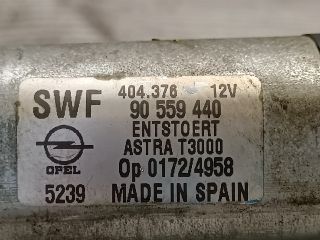 SWF 404.376 12V
90 559 440
ENTSTOERT
ASTRA T3000
OPEL Op 0172/4958
5239 MADE IN SPAIN